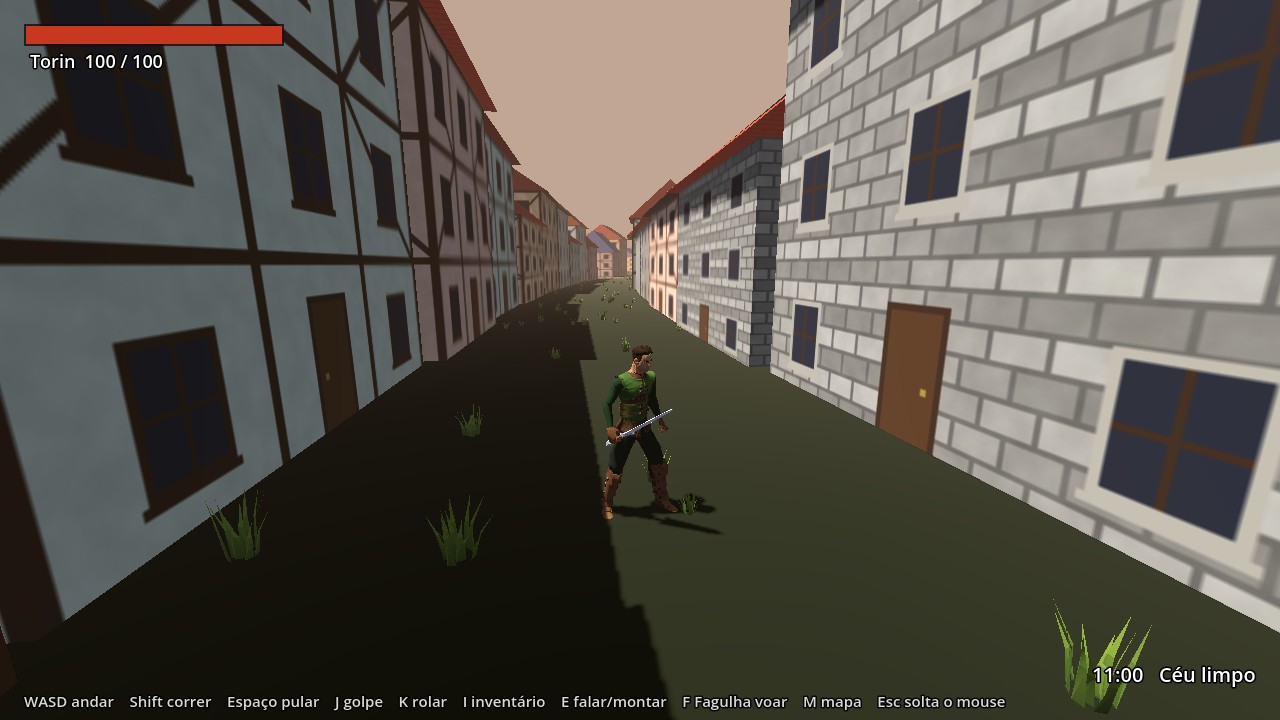 Torin 100 / 100
11:00 Céu limpo
WASD andar Shift correr Espaço pular J golpe K rolar I inventário E falar/montar F Fagulha voar M mapa Esc solta o mouse